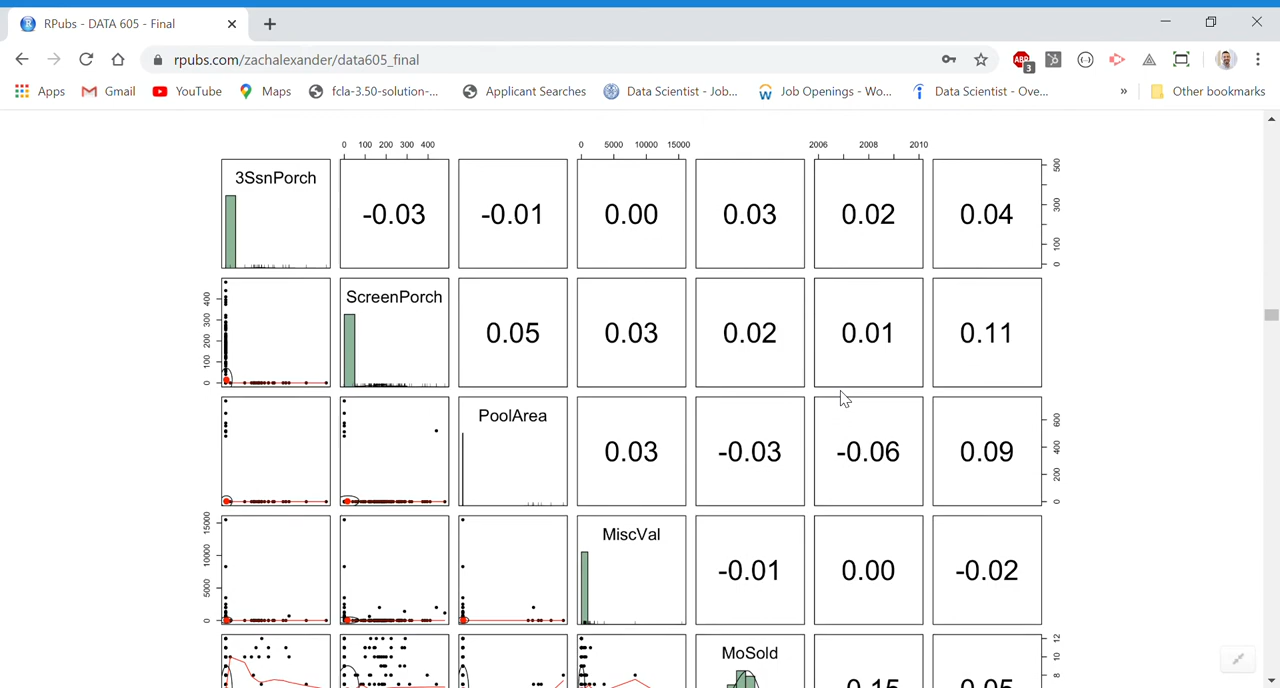 RPubs - DATA 605 - Final
rpubs.com/zachalexander/data605_final
ABP 3
Apps Gmail YouTube Maps fcla-3.50-solution-... Applicant Searches Data Scientist - Job... Job Openings - Wo... Data Scientist - Ove... » Other bookmarks
0 100 200 300 400 0 5000 10000 15000 2006 2008 2010
3SsnPorch -0.03 -0.01 0.00 0.03 0.02 0.04
0 100 300 500
ScreenPorch 0.05 0.03 0.02 0.01 0.11
0 100 200 300 400
PoolArea 0.03 -0.03 -0.06 0.09
0 200 400 600
MiscVal -0.01 0.00 -0.02
0 5000 10000 15000
MoSold
8 10 12